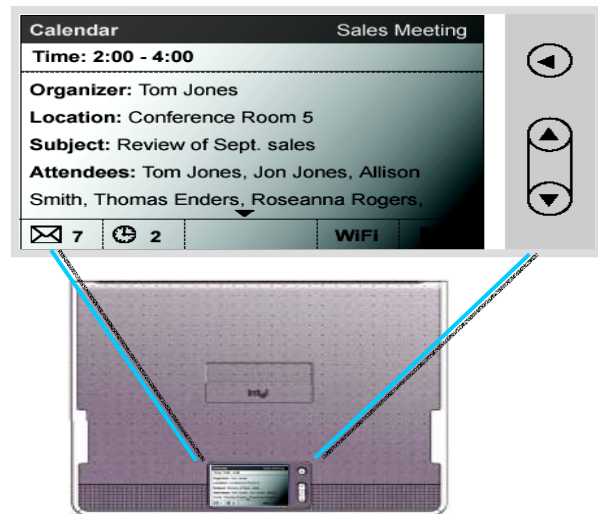 Calendar Sales Meeting
Time: 2:00 - 4:00
Organizer: Tom Jones
Location: Conference Room 5
Subject: Review of Sept. sales
Attendees: Tom Jones, Jon Jones, Allison
Smith, Thomas Enders, Roseanna Rogers,
7 2 WiFi
intel